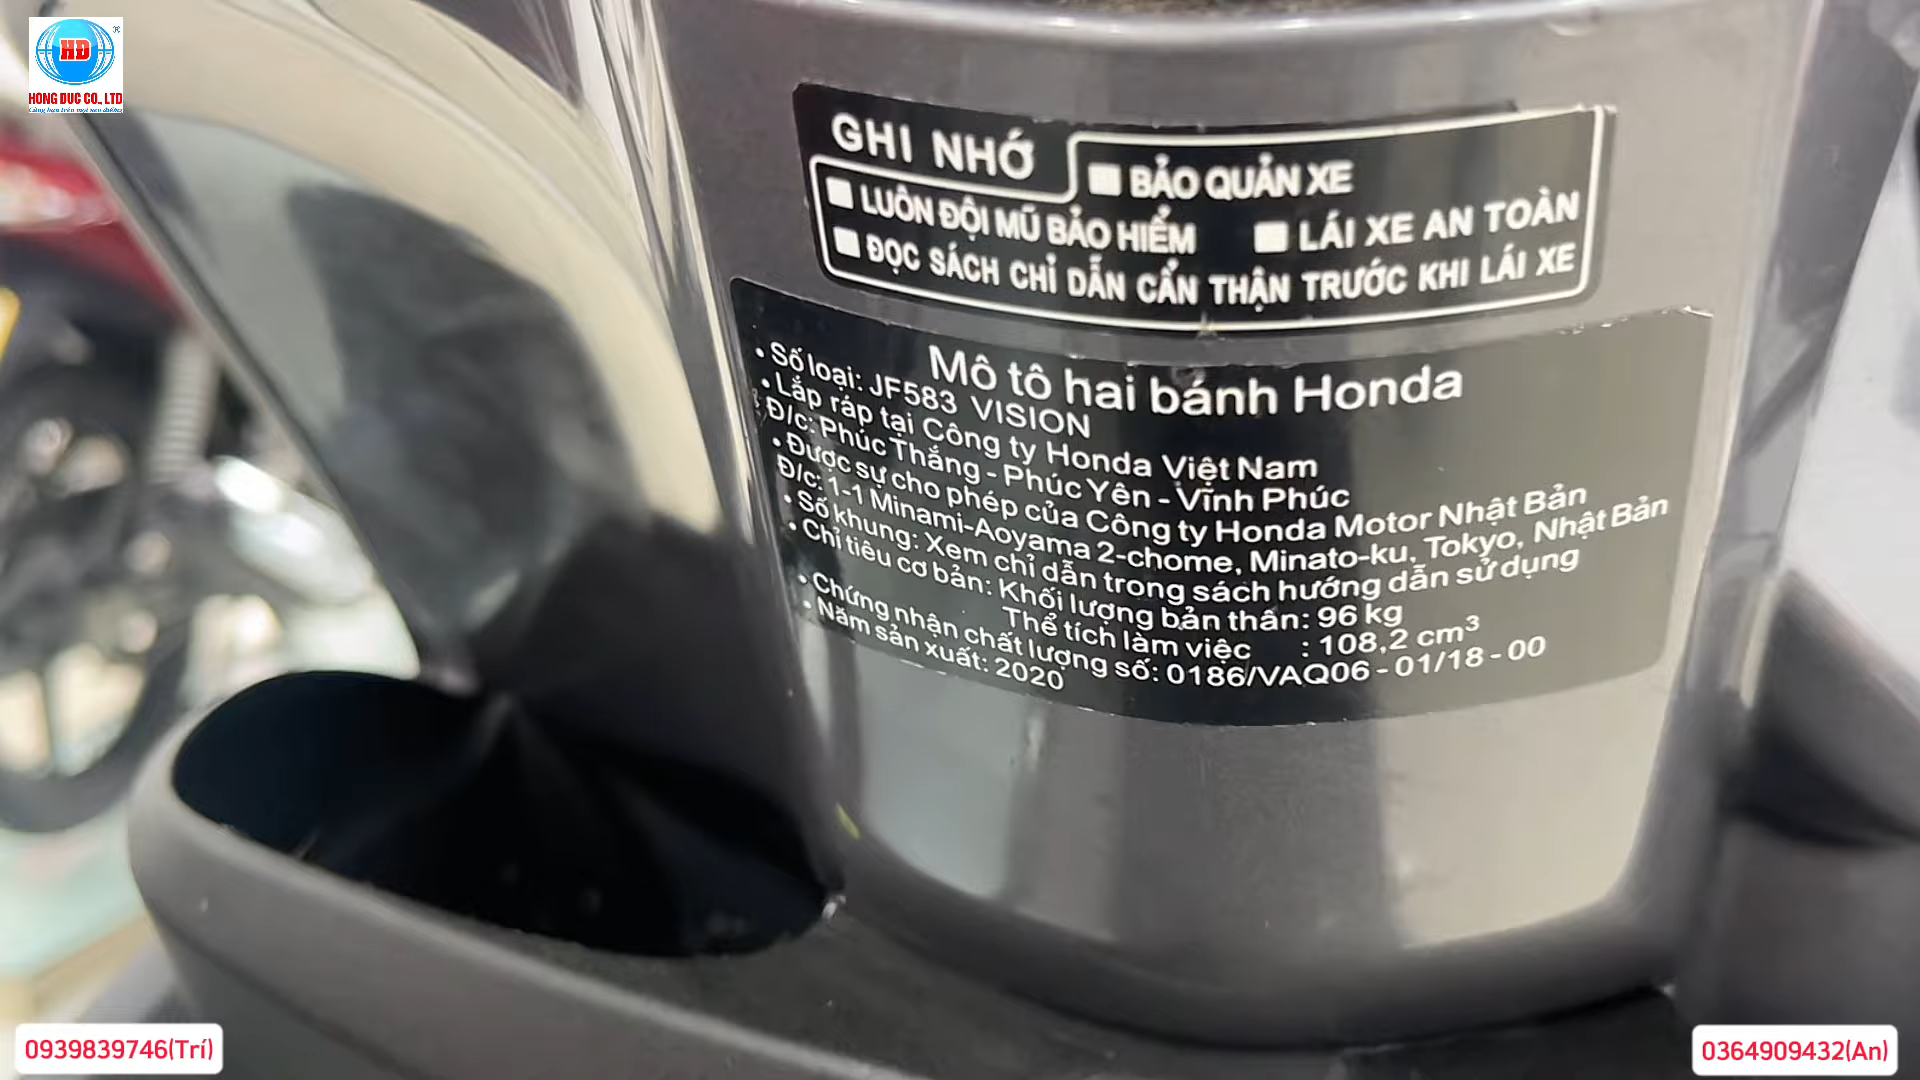 HĐ
®
HONG DUC CO., LTD
GHI NHỚ
BẢO QUẢN XE
LUÔN ĐỘI MŨ BẢO HIỂM
LÁI XE AN TOÀN
ĐỌC SÁCH CHỈ DẪN CẨN THẬN TRƯỚC KHI LÁI XE
Mô tô hai bánh Honda
• Số loại: JF583 VISION
• Lắp ráp tại Công ty Honda Việt Nam
Đ/c: Phúc Thắng - Phúc Yên - Vĩnh Phúc
• Được sự cho phép của Công ty Honda Motor Nhật Bản
Đ/c: 1-1 Minami-Aoyama 2-chome, Minato-ku, Tokyo, Nhật Bản
• Số khung: Xem chỉ dẫn trong sách hướng dẫn sử dụng
• Chỉ tiêu cơ bản: Khối lượng bản thân: 96 kg
Thể tích làm việc : 108,2 cm³
• Chứng nhận chất lượng số: 0186/VAQ06 - 01/18 - 00
• Năm sản xuất: 2020
0939839746(Trí)
0364909432(An)